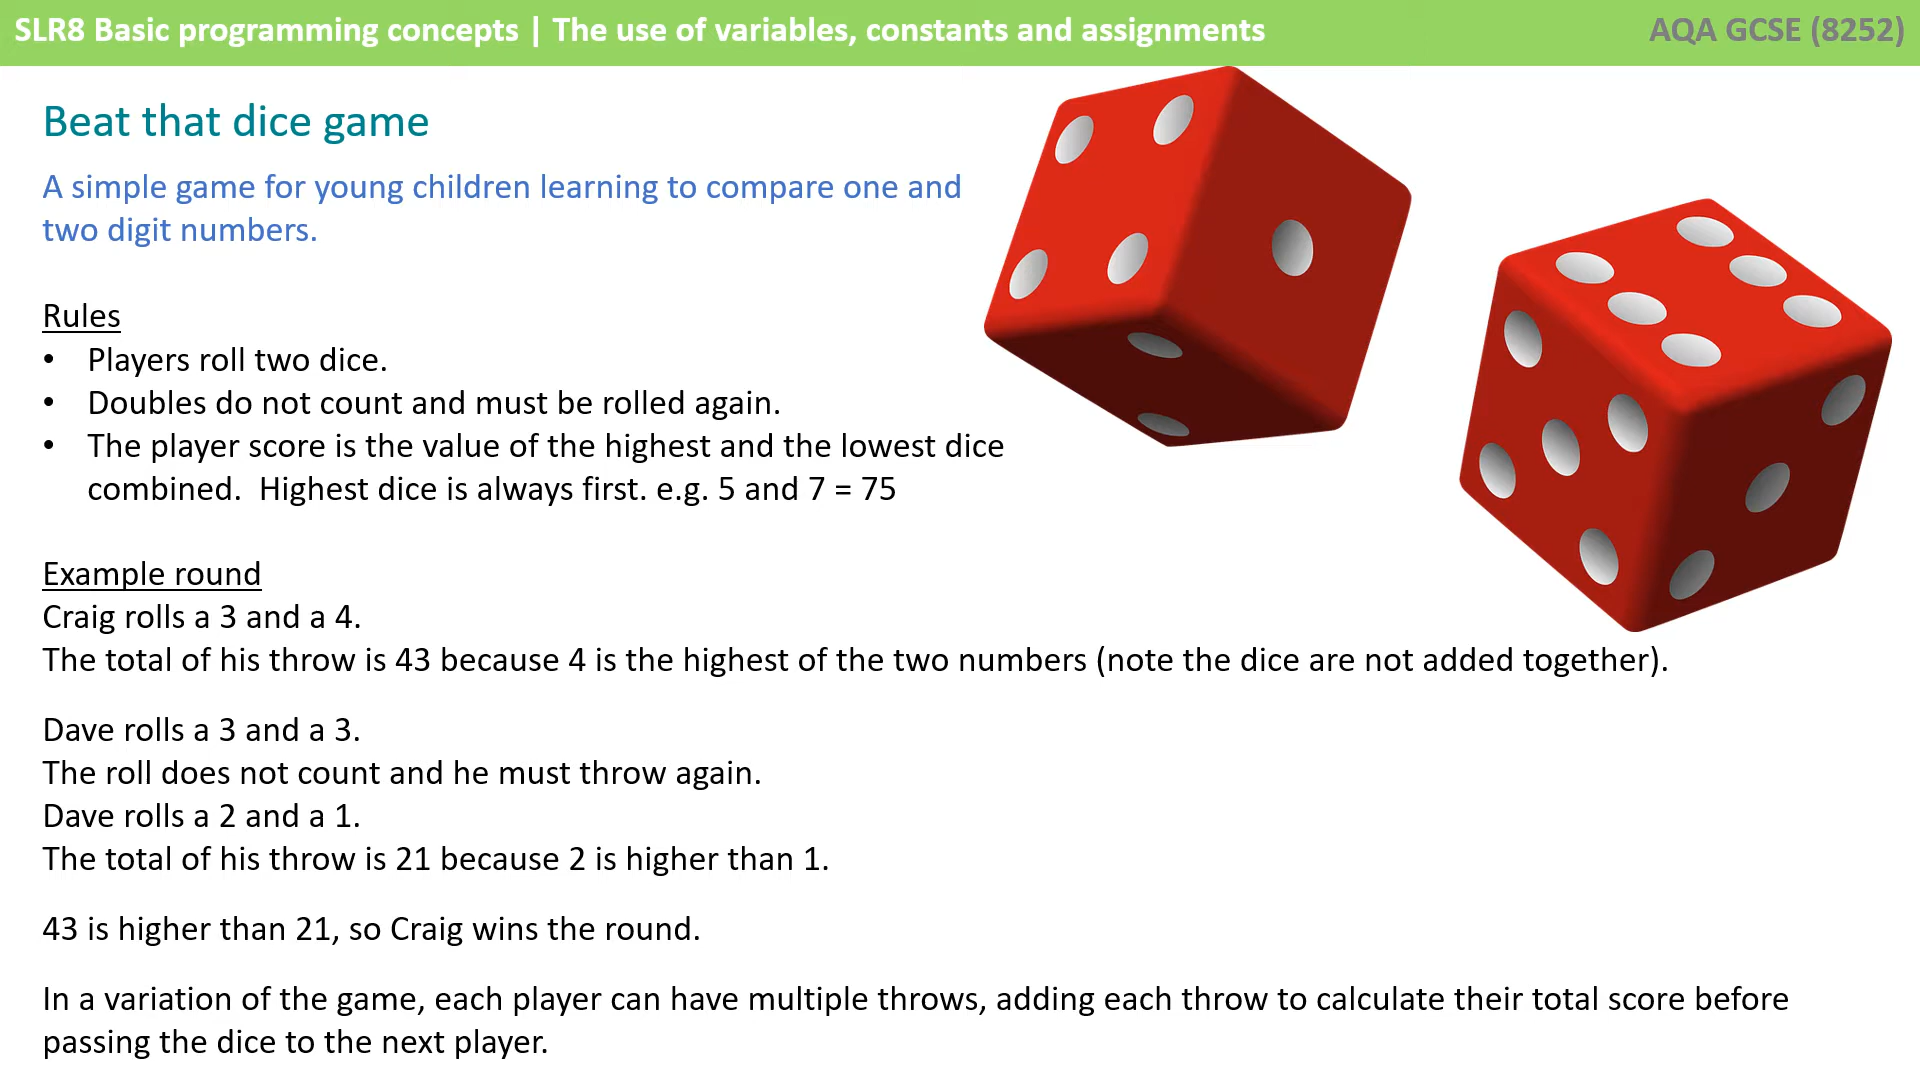 SLR8 Basic programming concepts | The use of variables, constants and assignments
AQA GCSE (8252)
Beat that dice game
A simple game for young children learning to compare one and
two digit numbers.
Rules
• Players roll two dice.
• Doubles do not count and must be rolled again.
• The player score is the value of the highest and the lowest dice
combined.  Highest dice is always first. e.g. 5 and 7 = 75
Example round
Craig rolls a 3 and a 4.
The total of his throw is 43 because 4 is the highest of the two numbers (note the dice are not added together).
Dave rolls a 3 and a 3.
The roll does not count and he must throw again.
Dave rolls a 2 and a 1.
The total of his throw is 21 because 2 is higher than 1.
43 is higher than 21, so Craig wins the round.
In a variation of the game, each player can have multiple throws, adding each throw to calculate their total score before
passing the dice to the next player.